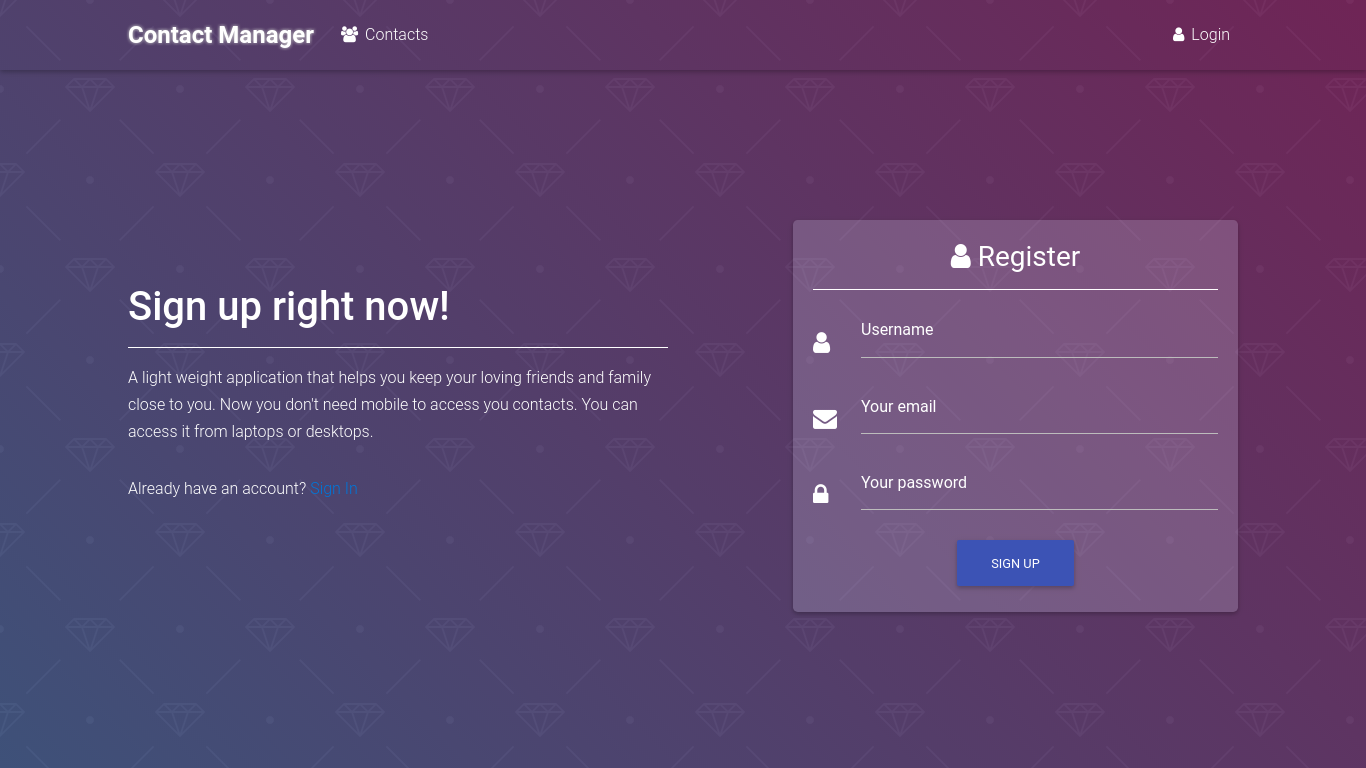 Contact Manager
Contacts
Login
Sign up right now!
A light weight application that helps you keep your loving friends and family
close to you. Now you don't need mobile to access you contacts. You can
access it from laptops or desktops.
Already have an account? Sign In
Register
Username
Your email
Your password
SIGN UP